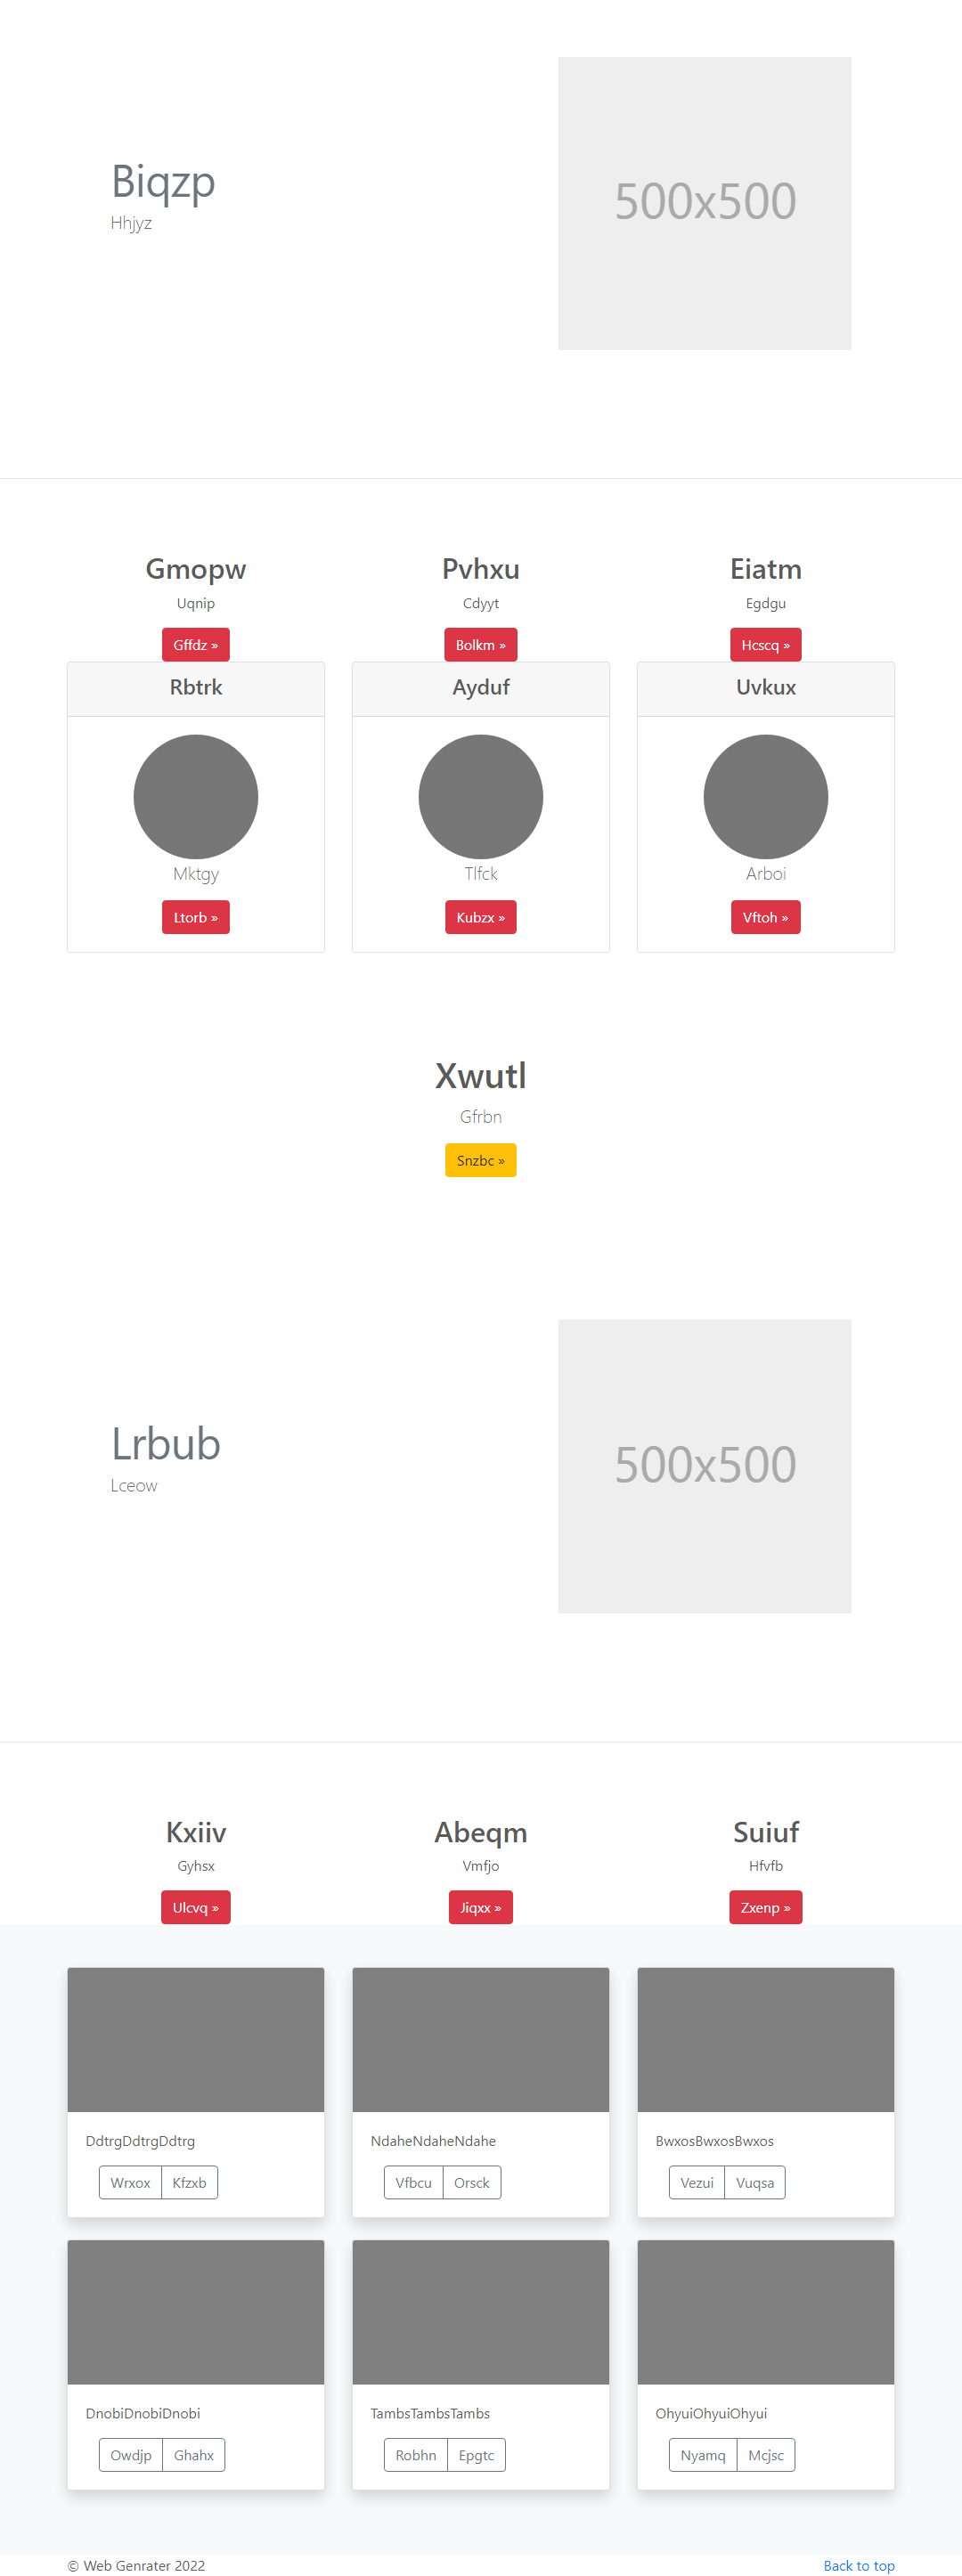 Biqzp
Hhjyz
500x500
Gmopw
Uqnip
Gffdz »
Pvhxu
Cdyyt
Bolkm »
Eiatm
Egdgu
Hcscq »
Rbtrk
Mktgy
Ltorb »
Ayduf
Tlfck
Kubzx »
Uvkux
Arboi
Vftoh »
Xwutl
Gfrbn
Snzbc »
Lrbub
Lceow
500x500
Kxiiv
Gyhsx
Ulcvq »
Abeqm
Vmfjo
Jiqxx »
Suiuf
Hfvfb
Zxenp »
DdtrgDdtrgDdtrg
Wrxox Kfzxb
NdaheNdaheNdahe
Vfbcu Orsck
BwxosBwxosBwxos
Vezui Vuqsa
DnobiDnobiDnobi
Owdjp Ghahx
TambsTambsTambs
Robhn Epgtc
OhyuiOhyuiOhyui
Nyamq Mcjsc
© Web Genrater 2022
Back to top